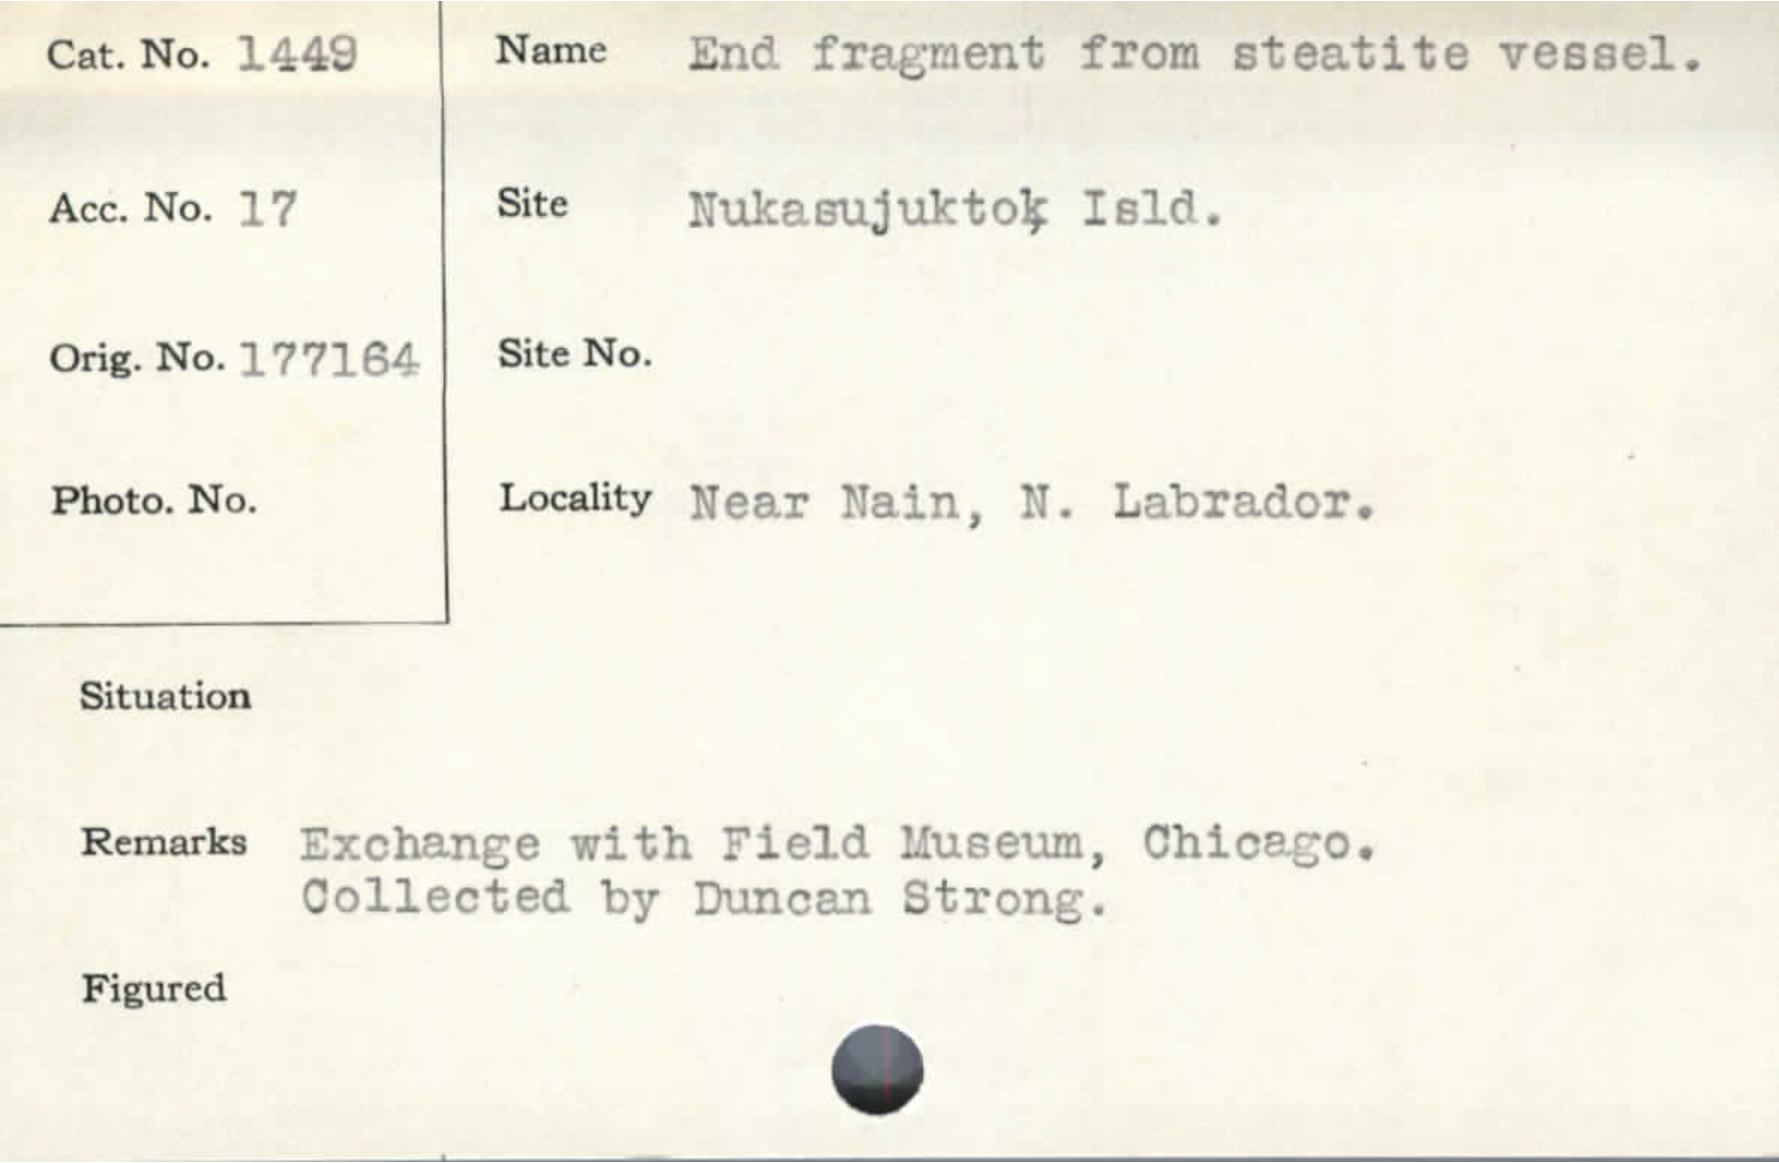 Cat. No. 1449
Name End fragment from steatite vessel.
Acc. No. 17
Site Nukasujuktok, Isld.
Orig. No. 177164
Site No.
Photo. No.
Locality Near Nain, N. Labrador.
Situation
Remarks Exchange with Field Museum, Chicago.
Collected by Duncan Strong.
Figured